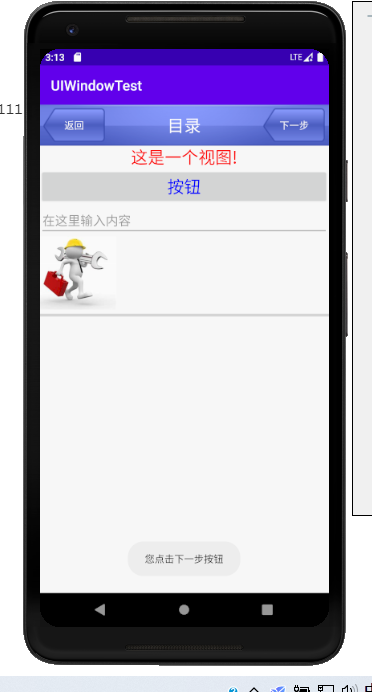 3:13
LTE
UIWindowTest
111
返回
目录
下一步
这是一个视图!
按钮
在这里输入内容
您点击下一步按钮